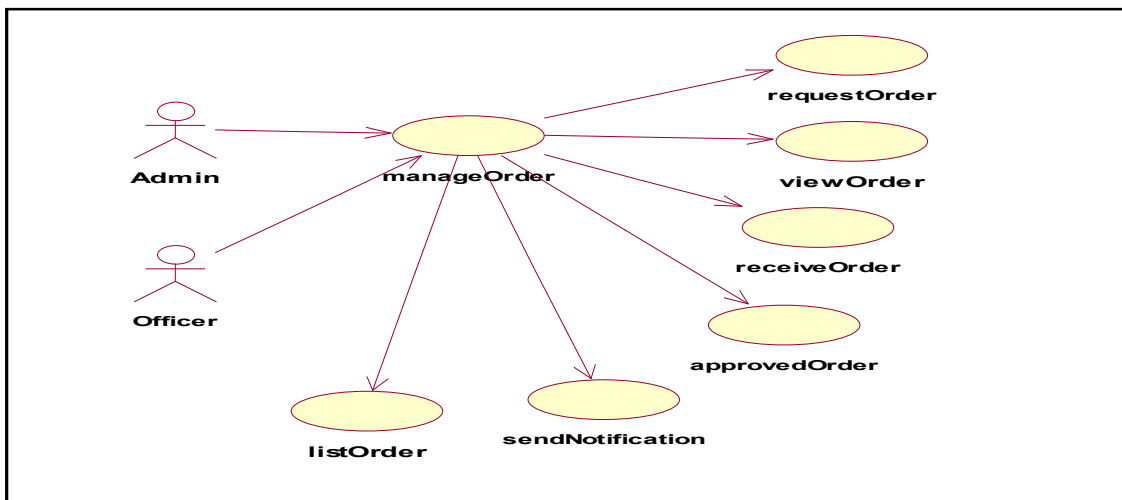 requestOrder
Admin
manageOrder
viewOrder
receiveOrder
Officer
approvedOrder
sendNotification
listOrder